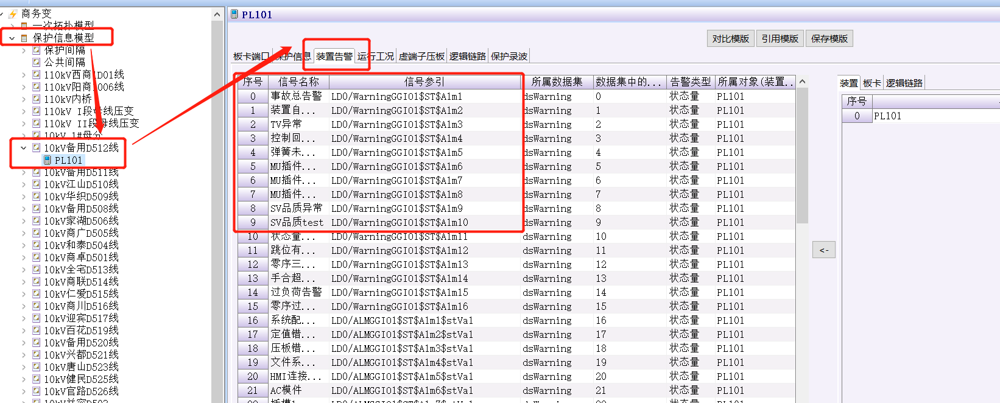 商务变
一次拓扑模型
保护信息模型
保护间隔
公共间隔
110kV西商1D01线
110kV阳商1006线
110kV内桥
110kV I段母线压变
110kV II段母线压变
10kV 1#母分
10kV备用D512线
PL101
10kV备用D511线
10kV江山D510线
10kV华织D509线
10kV备用D508线
10kV家湖D506线
10kV商广D505线
10kV和泰D504线
10kV商卓D501线
10kV全宅D513线
10kV商联D514线
10kV仁爱D515线
10kV商川D516线
10kV迎宾D517线
10kV百花D519线
10kV备用D520线
10kV兴都D521线
10kV唐山D523线
10kV健民D525线
10kV官路D526线
PL101
对比模版 引用模版 保存模版
板卡端口 保护信息 装置告警 运行工况 虚端子压板 逻辑链路 保护录波
序号 信号名称 信号参引 所属数据集 数据集中的... 告警类型 所属对象(装置...
0 事故总告警 LD0/WarningGGIO1$ST$Alm1 dsWarning 0 状态量 PL101
1 装置自... LD0/WarningGGIO1$ST$Alm2 dsWarning 1 状态量 PL101
2 TV异常 LD0/WarningGGIO1$ST$Alm3 dsWarning 2 状态量 PL101
3 控制回... LD0/WarningGGIO1$ST$Alm4 dsWarning 3 状态量 PL101
4 弹簧未... LD0/WarningGGIO1$ST$Alm5 dsWarning 4 状态量 PL101
5 MU插件... LD0/WarningGGIO1$ST$Alm6 dsWarning 5 状态量 PL101
6 MU插件... LD0/WarningGGIO1$ST$Alm7 dsWarning 6 状态量 PL101
7 MU插件... LD0/WarningGGIO1$ST$Alm8 dsWarning 7 状态量 PL101
8 SV品质异常 LD0/WarningGGIO1$ST$Alm9 dsWarning 8 状态量 PL101
9 SV品质test LD0/WarningGGIO1$ST$Alm10 dsWarning 9 状态量 PL101
10 状态量... LD0/WarningGGIO1$ST$Alm11 dsWarning 10 状态量 PL101
11 跳位有... LD0/WarningGGIO1$ST$Alm12 dsWarning 11 状态量 PL101
12 零序三... LD0/WarningGGIO1$ST$Alm13 dsWarning 12 状态量 PL101
13 手合超... LD0/WarningGGIO1$ST$Alm14 dsWarning 13 状态量 PL101
14 过负荷告警 LD0/WarningGGIO1$ST$Alm15 dsWarning 14 状态量 PL101
15 零序过... LD0/WarningGGIO1$ST$Alm16 dsWarning 15 状态量 PL101
16 系统配... LD0/ALMGGIO1$ST$Alm1$stVal dsWarning 16 状态量 PL101
17 定值错... LD0/ALMGGIO1$ST$Alm2$stVal dsWarning 17 状态量 PL101
18 压板错... LD0/ALMGGIO1$ST$Alm3$stVal dsWarning 18 状态量 PL101
19 文件系... LD0/ALMGGIO1$ST$Alm4$stVal dsWarning 19 状态量 PL101
20 HMI连接... LD0/ALMGGIO1$ST$Alm5$stVal dsWarning 20 状态量 PL101
21 AC模件 LD0/ALMGGIO1$ST$Alm6$stVal dsWarning 21 状态量 PL101
<-
装置 板卡 逻辑链路
序号
0 PL101